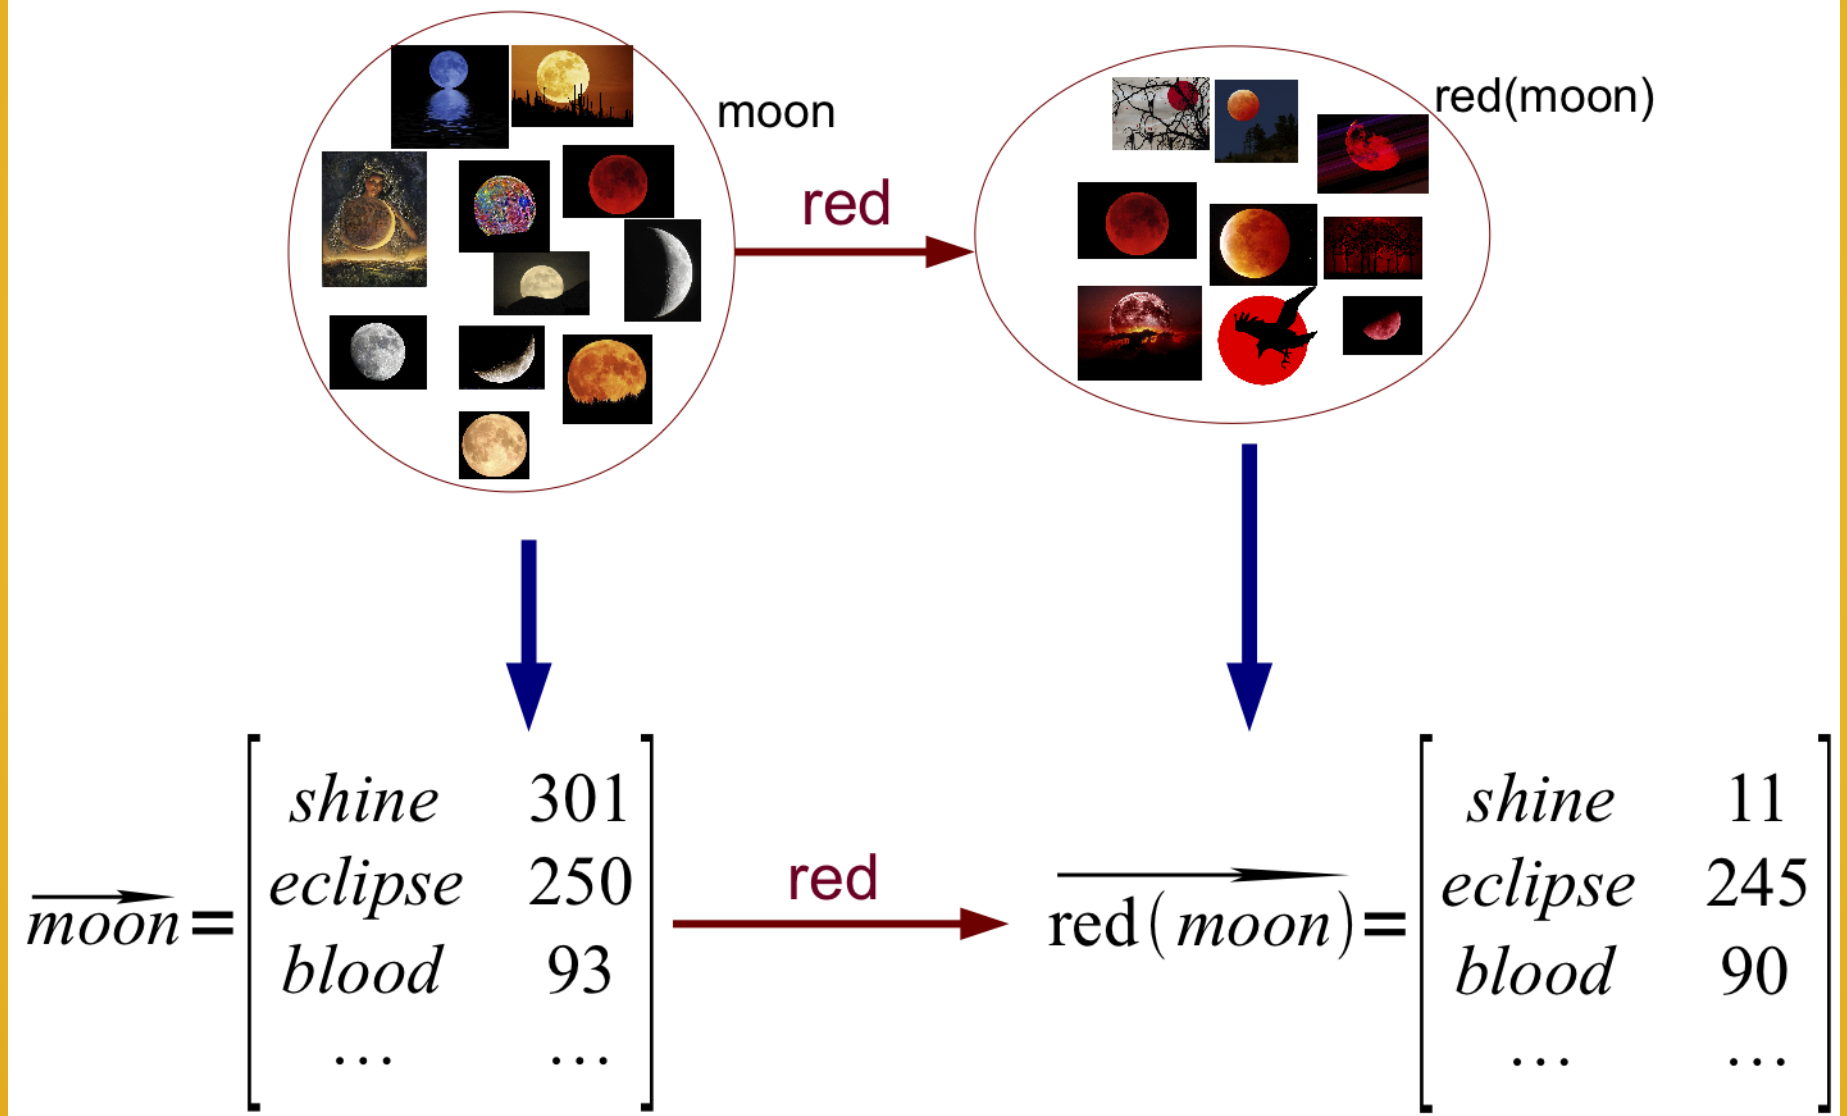 moon
red(moon)
red
shine 301
eclipse 250
moon =
blood 93
... ...
red
shine 11
eclipse 245
red(moon) =
blood 90
... ...